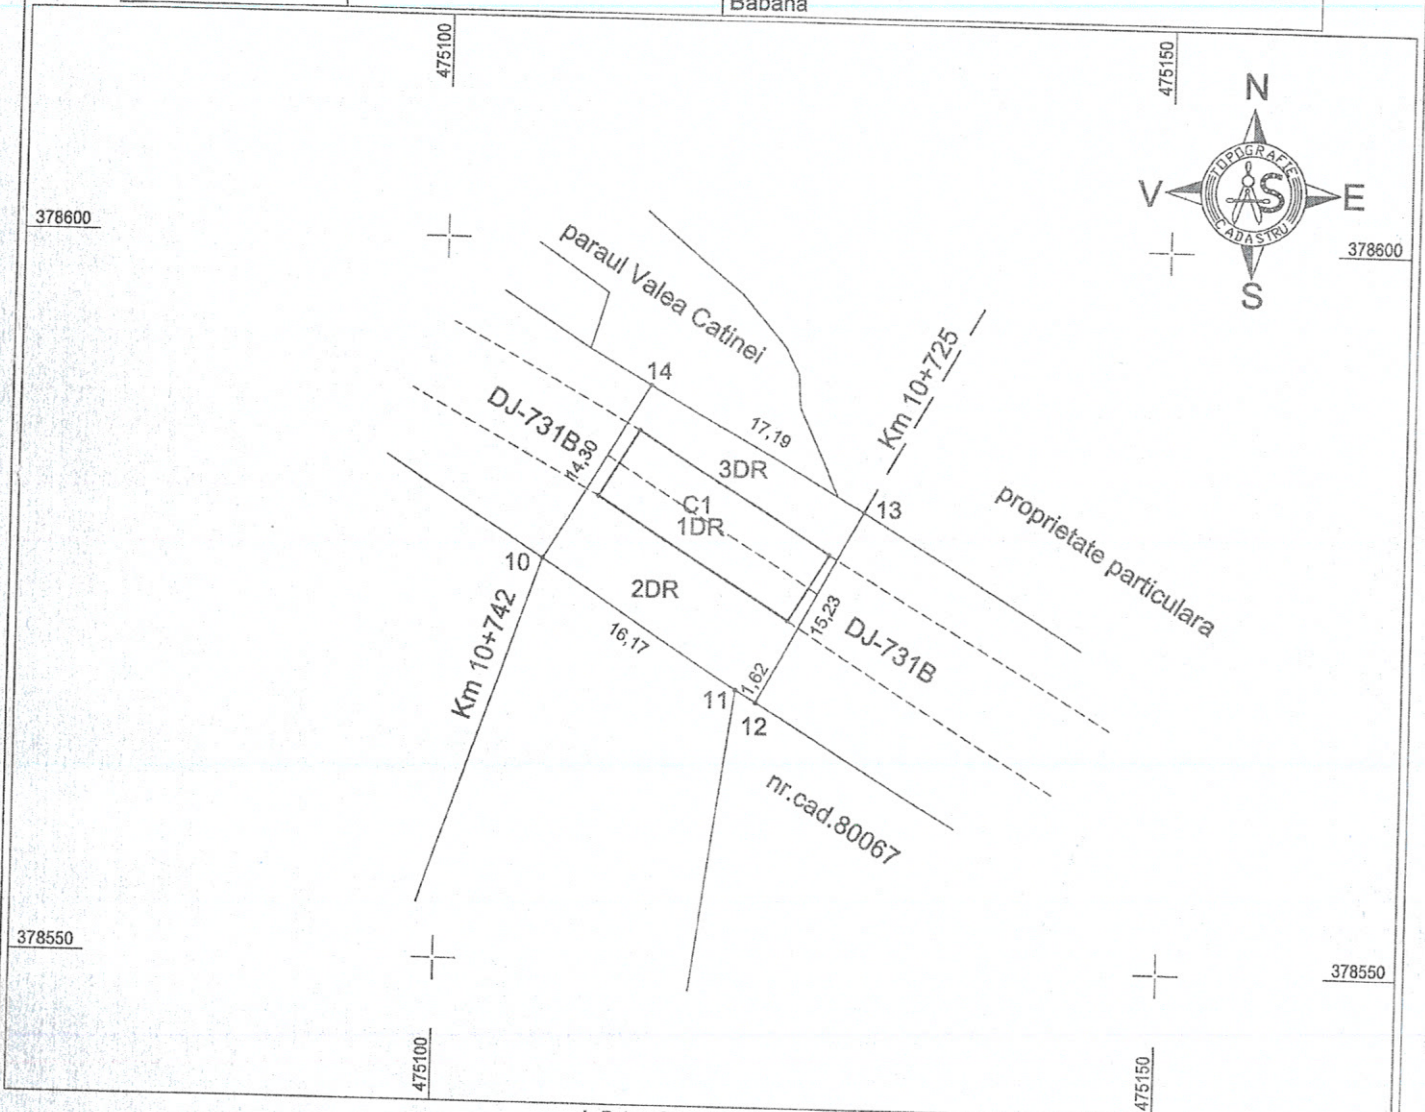 Babana
475100
475150
N
V
E
S
TOPOGRAFIE
AS
CADASTRU
378600
378600
paraul Valea Catinei
Km 10+725
14
DJ-731B
17,19
14,30
3DR
C1
1DR
13
proprietate particulara
10
2DR
Km 10+742
16,17
15,23
DJ-731B
1,62
11
12
nr.cad.80067
378550
378550
475100
475150